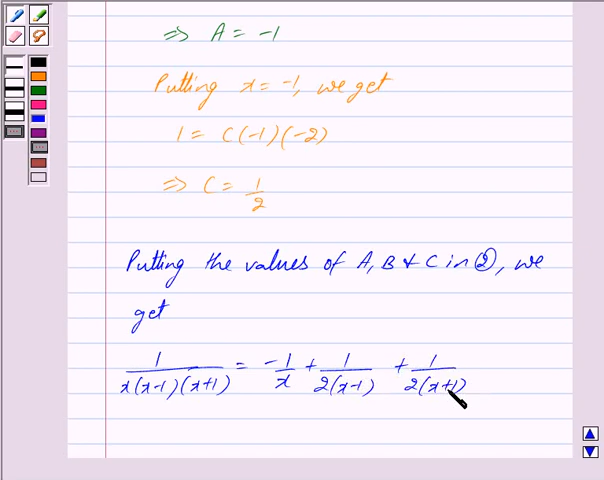 ⇒ A = -1
Putting x = -1, we get
1 = C(-1)(-2)
⇒ C = 1/2
Putting the values of A, B & C in ②, we
get
1/x(x-1)(x+1) = -1/x + 1/2(x-1) + 1/2(x+1)